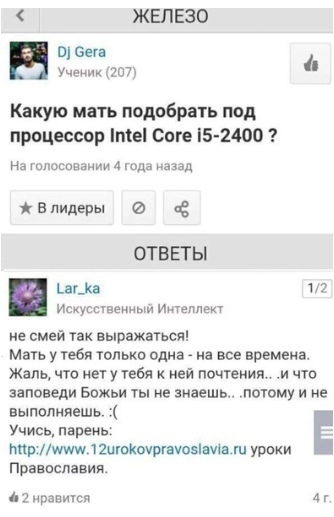 ЖЕЛЕЗО
Dj Gera
Ученик (207)
Какую мать подобрать под
процессор Intel Core i5-2400 ?
На голосовании 4 года назад
В лидеры
ОТВЕТЫ
Lar_ka
1/2
Искусственный Интеллект
не смей так выражаться!
Мать у тебя только одна - на все времена.
Жаль, что нет у тебя к ней почтения.. .и что
заповеди Божьи ты не знаешь.. .потому и не
выполняешь. :(
Учись, парень:
http://www.12urokovpravoslavia.ru уроки
Православия.
2 нравится
4 г.